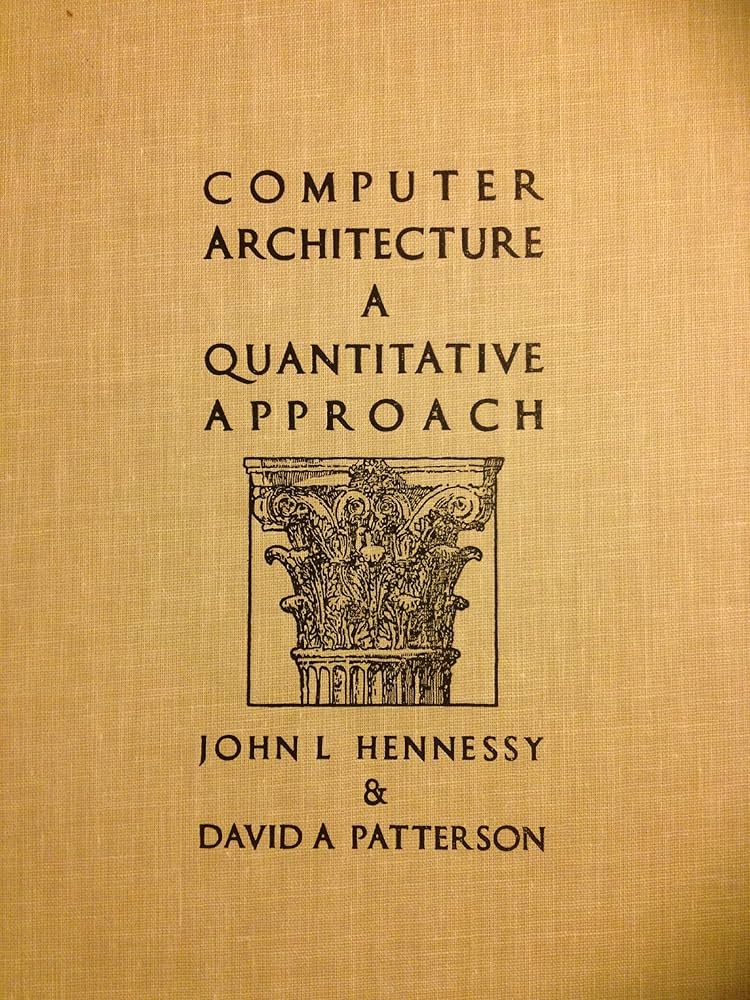 COMPUTER
ARCHITECTURE
A
QUANTITATIVE
APPROACH
JOHN L HENNESSY
&
DAVID A PATTERSON